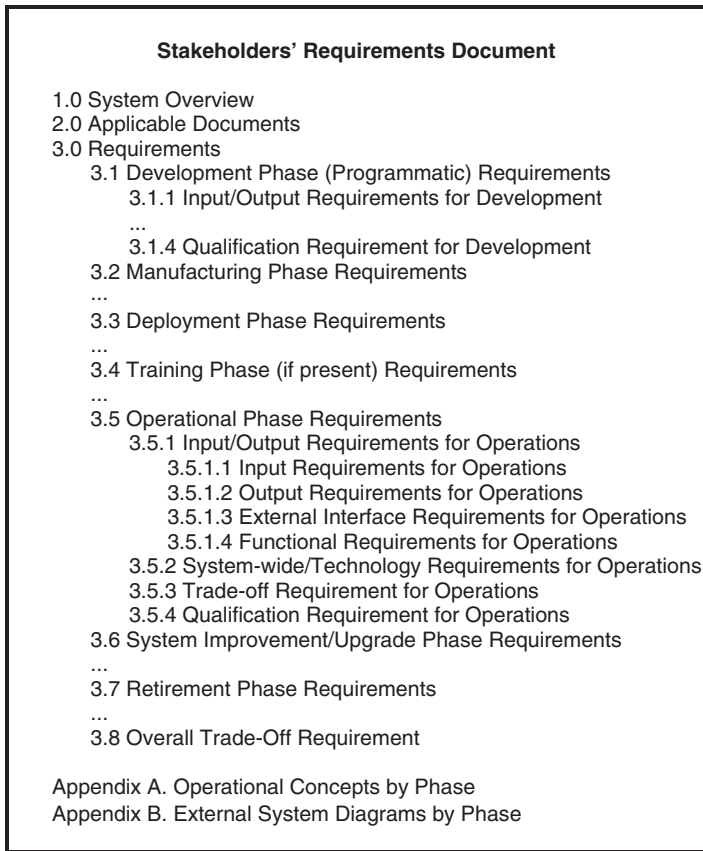 Stakeholders’ Requirements Document
1.0 System Overview
2.0 Applicable Documents
3.0 Requirements
3.1 Development Phase (Programmatic) Requirements
3.1.1 Input/Output Requirements for Development
...
3.1.4 Qualification Requirement for Development
3.2 Manufacturing Phase Requirements
...
3.3 Deployment Phase Requirements
...
3.4 Training Phase (if present) Requirements
...
3.5 Operational Phase Requirements
3.5.1 Input/Output Requirements for Operations
3.5.1.1 Input Requirements for Operations
3.5.1.2 Output Requirements for Operations
3.5.1.3 External Interface Requirements for Operations
3.5.1.4 Functional Requirements for Operations
3.5.2 System-wide/Technology Requirements for Operations
3.5.3 Trade-off Requirement for Operations
3.5.4 Qualification Requirement for Operations
3.6 System Improvement/Upgrade Phase Requirements
...
3.7 Retirement Phase Requirements
...
3.8 Overall Trade-Off Requirement
Appendix A. Operational Concepts by Phase
Appendix B. External System Diagrams by Phase